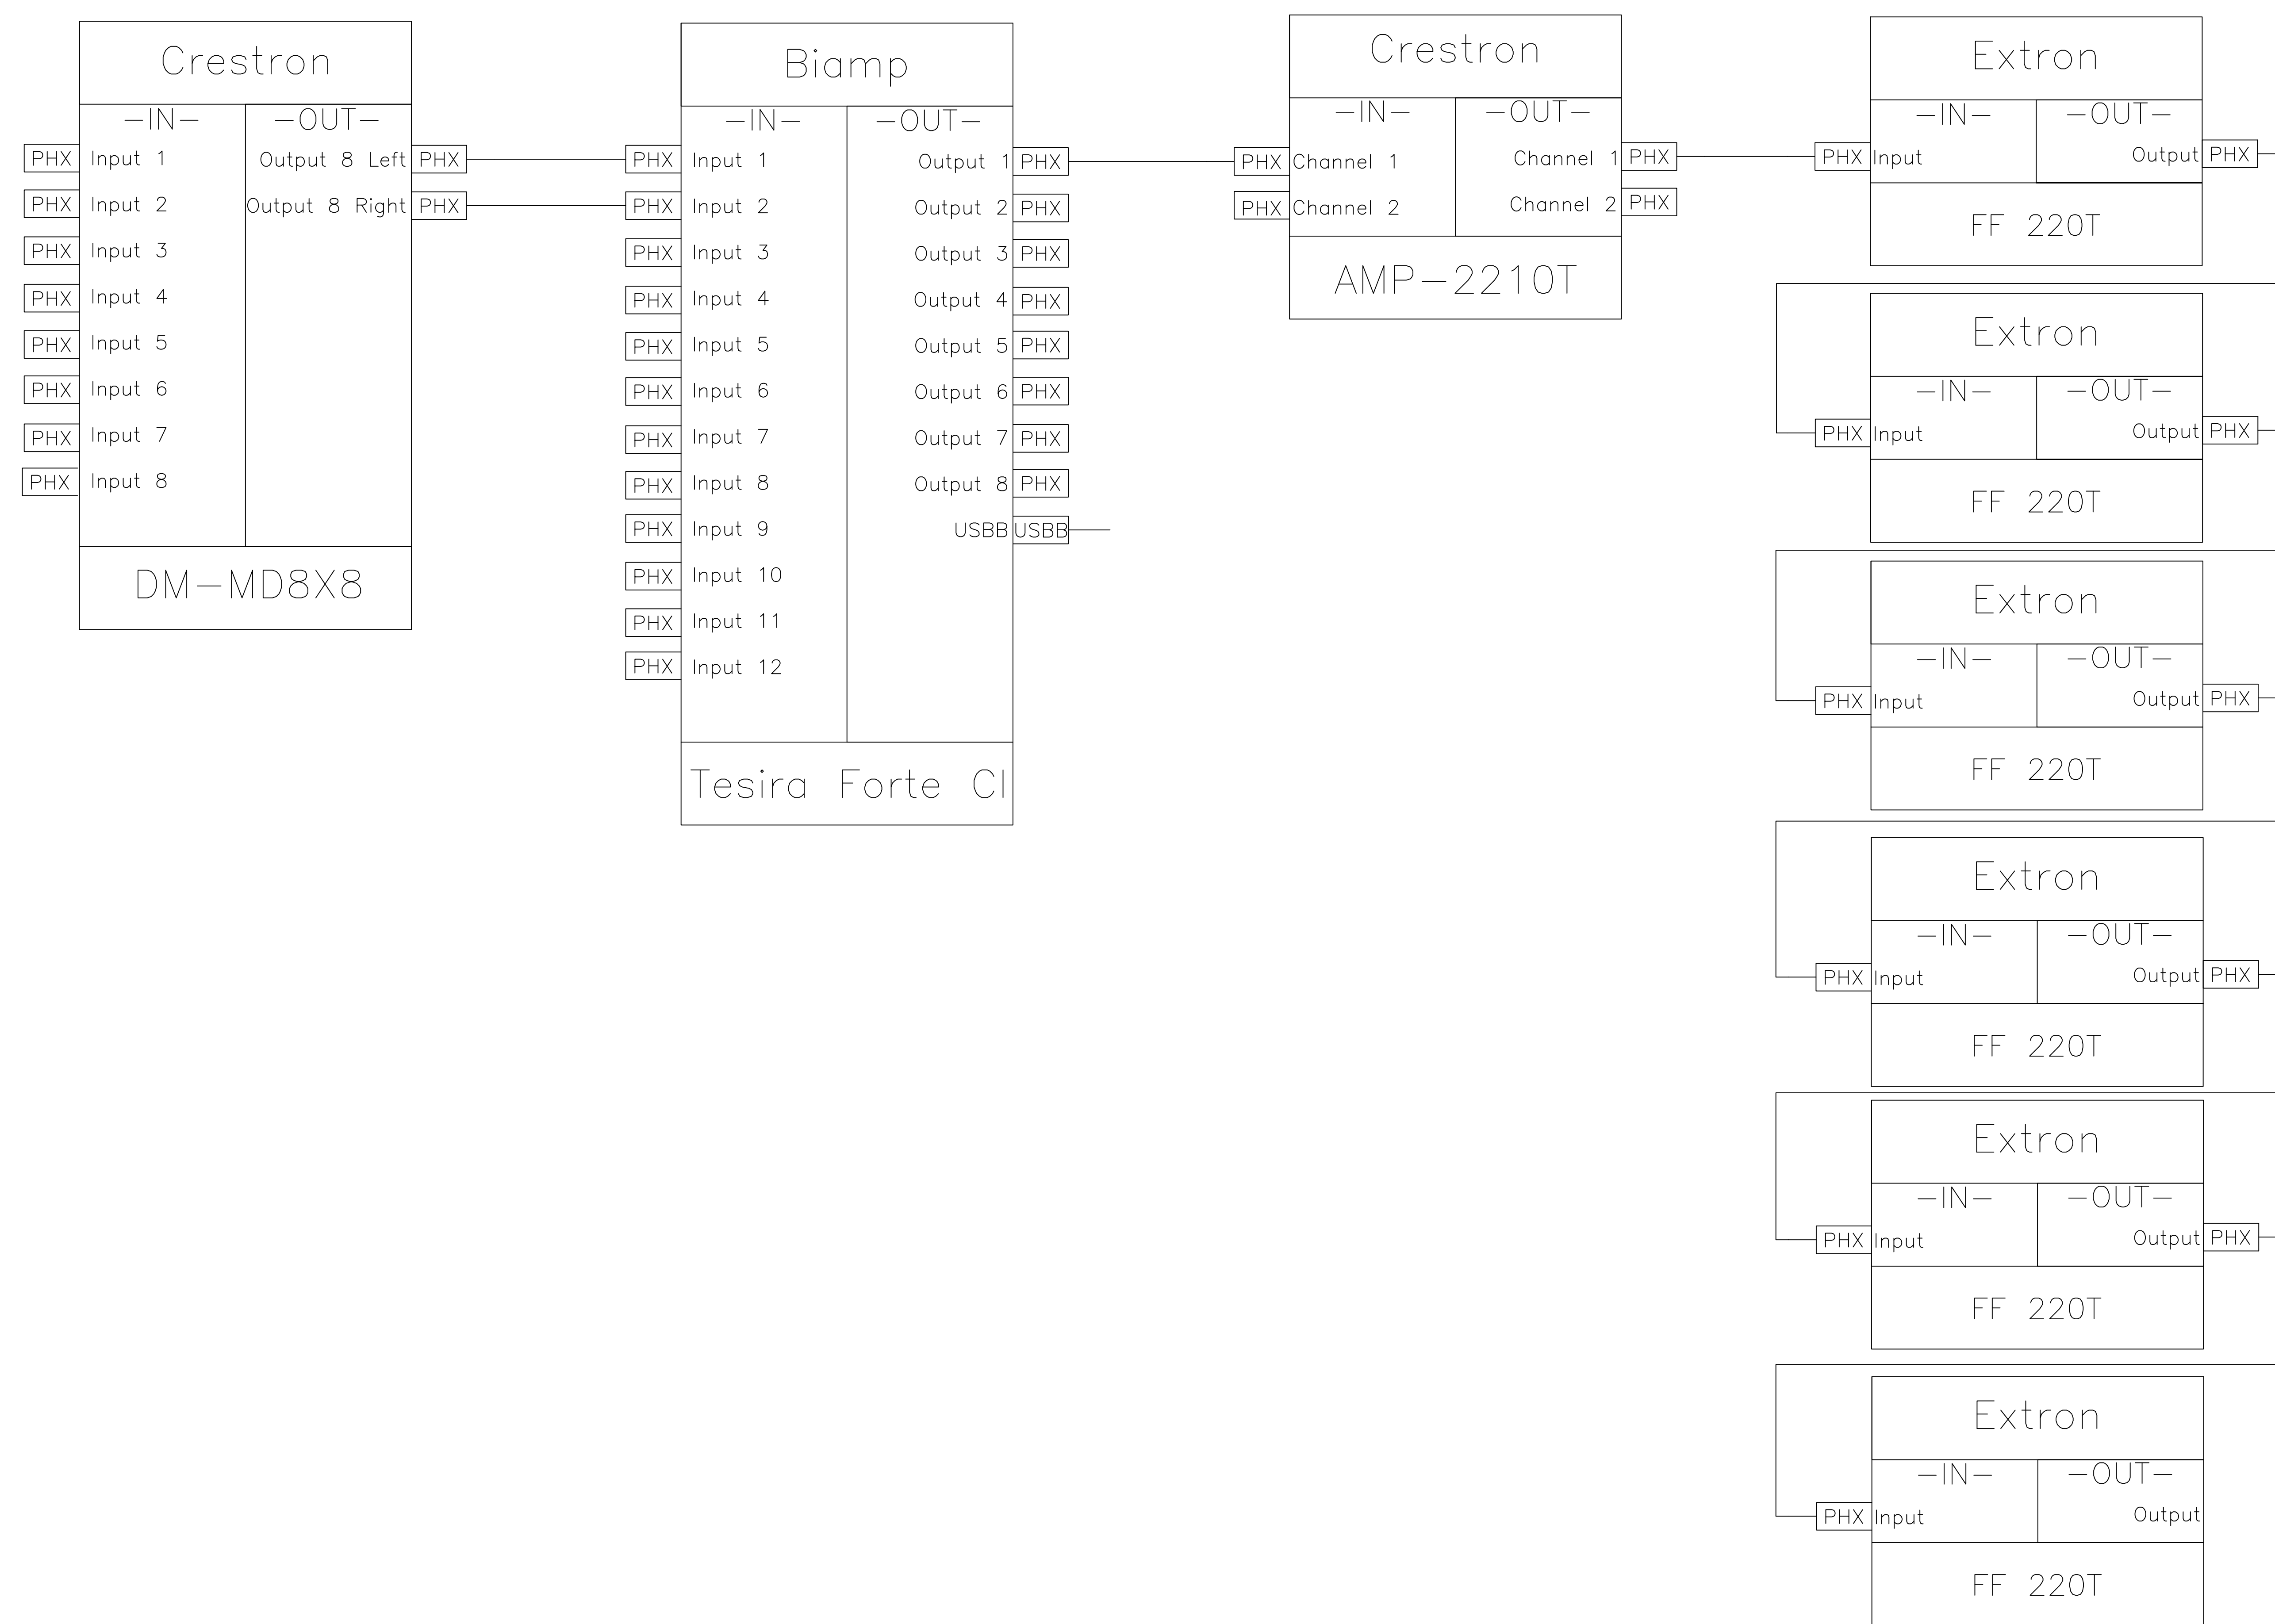 Crestron
-IN- -OUT-
PHX Input 1 Output 8 Left PHX
PHX Input 2 Output 8 Right PHX
PHX Input 3
PHX Input 4
PHX Input 5
PHX Input 6
PHX Input 7
PHX Input 8
DM-MD8X8
Biamp
-IN- -OUT-
PHX Input 1 Output 1 PHX
PHX Input 2 Output 2 PHX
PHX Input 3 Output 3 PHX
PHX Input 4 Output 4 PHX
PHX Input 5 Output 5 PHX
PHX Input 6 Output 6 PHX
PHX Input 7 Output 7 PHX
PHX Input 8 Output 8 PHX
PHX Input 9 USBB USBB
PHX Input 10
PHX Input 11
PHX Input 12
Tesira Forte CI
Crestron
-IN- -OUT-
PHX Channel 1 Channel 1 PHX
PHX Channel 2 Channel 2 PHX
AMP-2210T
Extron
-IN- -OUT-
PHX Input Output PHX
FF 220T
Extron
-IN- -OUT-
PHX Input Output PHX
FF 220T
Extron
-IN- -OUT-
PHX Input Output PHX
FF 220T
Extron
-IN- -OUT-
PHX Input Output PHX
FF 220T
Extron
-IN- -OUT-
PHX Input Output PHX
FF 220T
Extron
-IN- -OUT-
PHX Input Output
FF 220T